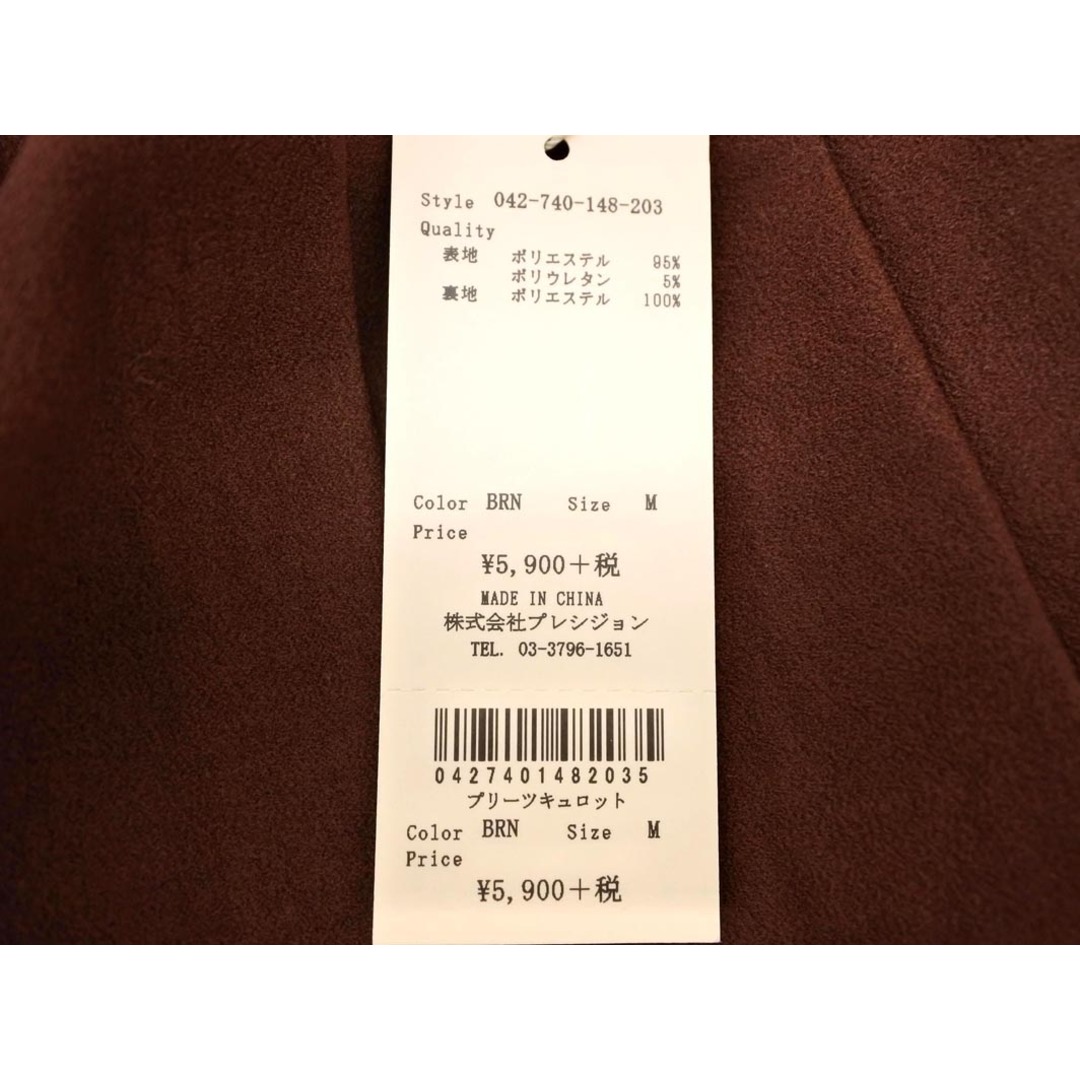 Style 042-740-148-203
Quality
表地 ポリエステル 95%
ポリウレタン 5%
裏地 ポリエステル 100%
Color BRN Size M
Price
¥5,900+税
MADE IN CHINA
株式会社プレシジョン
TEL. 03-3796-1651
0427401482035
プリーツキュロット
Color BRN Size M
Price
¥5,900+税